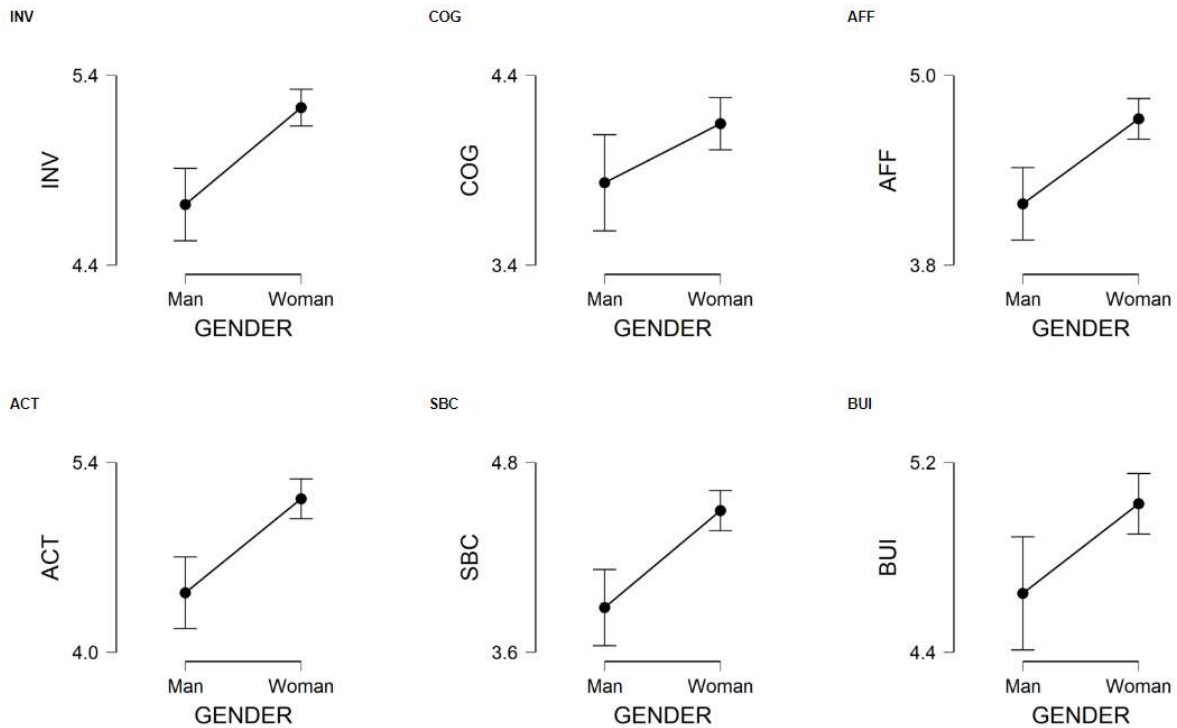 INV
COG
AFF
5.4
INV
4.4
Man
Woman
GENDER
4.4
COG
3.4
Man
Woman
GENDER
5.0
AFF
3.8
Man
Woman
GENDER
ACT
SBC
BUI
5.4
ACT
4.0
Man
Woman
GENDER
4.8
SBC
3.6
Man
Woman
GENDER
5.2
BUI
4.4
Man
Woman
GENDER